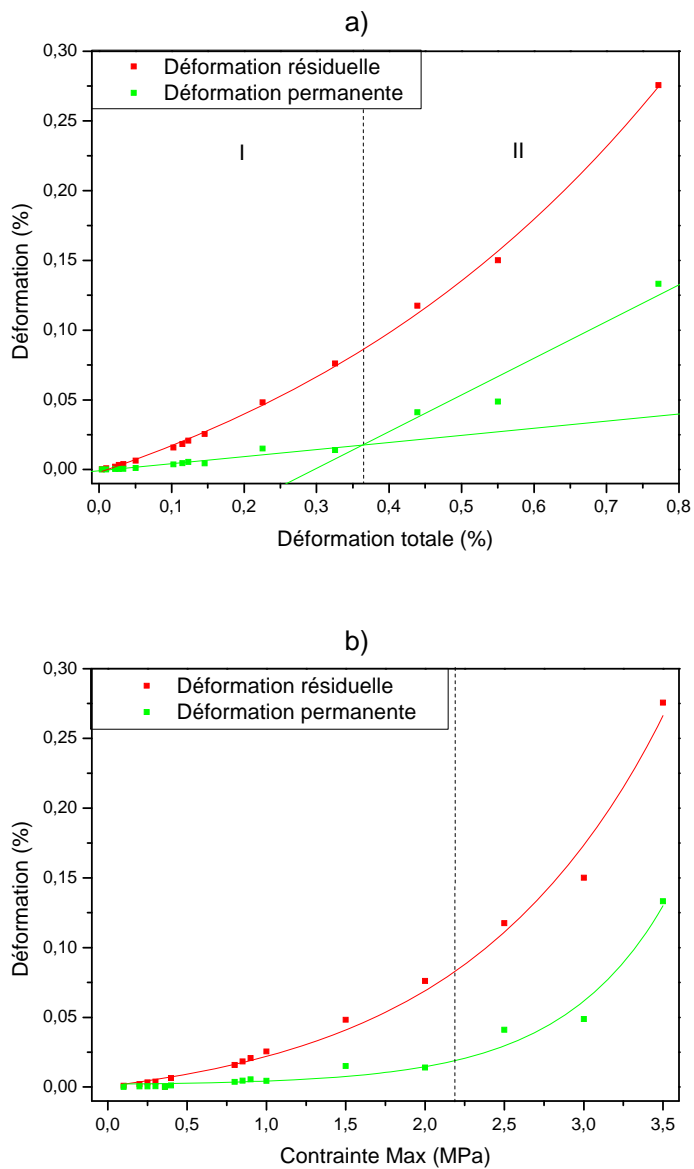 a)
0,30
0,25
0,20
0,15
0,10
0,05
0,00
Déformation (%)
Déformation résiduelle
Déformation permanente
I
II
0,0 0,1 0,2 0,3 0,4 0,5 0,6 0,7 0,8
Déformation totale (%)
b)
0,30
0,25
0,20
0,15
0,10
0,05
0,00
Déformation (%)
Déformation résiduelle
Déformation permanente
0,0 0,5 1,0 1,5 2,0 2,5 3,0 3,5
Contrainte Max (MPa)